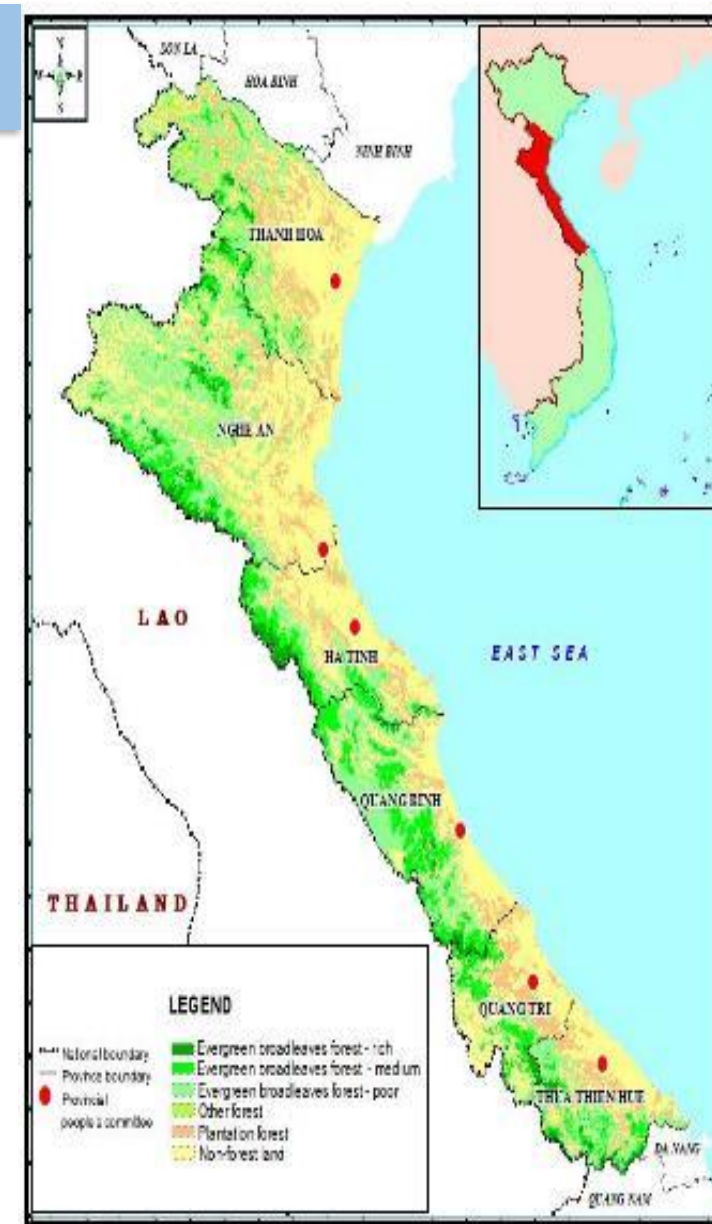 SON LA
HOA BINH
NINH BINH
THANH HOA
NGHE AN
LAO
HA TINH
EAST SEA
QUANG BINH
THAILAND
QUANG TRI
THUA THIEN HUE
DA NANG
QUANG NAM
LEGEND
National boundary
Province boundary
Provincial
people's committee
Evergreen broadleaves forest - rich
Evergreen broadleaves forest - medium
Evergreen broadleaves forest - poor
Other forest
Plantation forest
Non-forest land